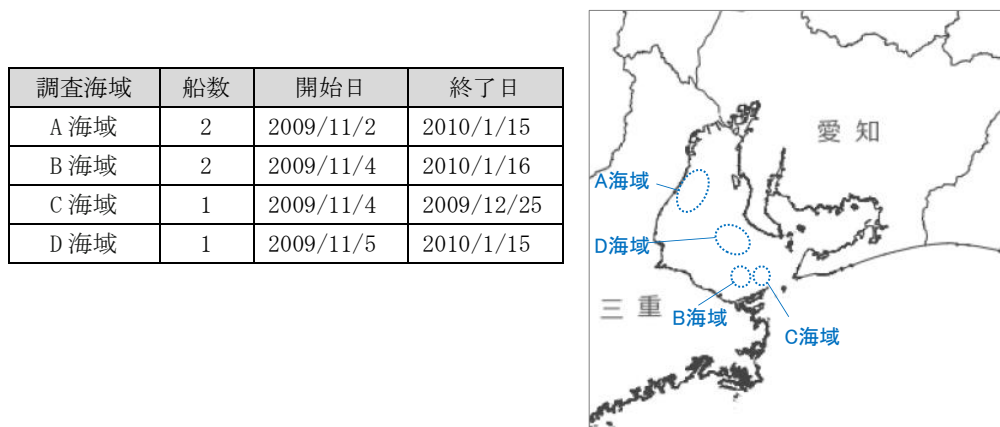 調査海域 船数 開始日 終了日
A海域 2 2009/11/2 2010/1/15
B海域 2 2009/11/4 2010/1/16
C海域 1 2009/11/4 2009/12/25
D海域 1 2009/11/5 2010/1/15
愛知
A海域
D海域
三重
B海域
C海域